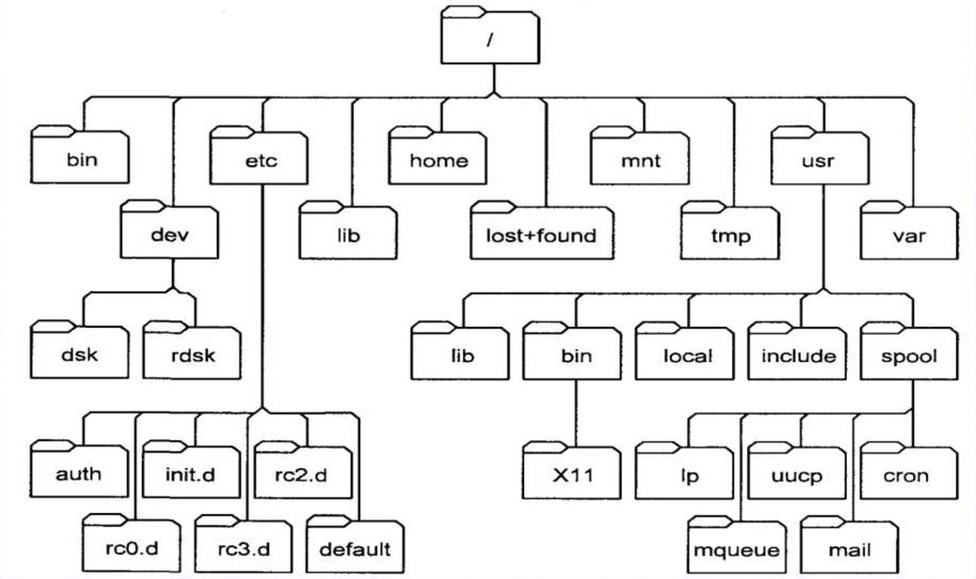 /
bin
etc
home
mnt
usr
dev
lib
lost+found
tmp
var
dsk
rdsk
lib
bin
local
include
spool
auth
init.d
rc2.d
X11
lp
uucp
cron
rc0.d
rc3.d
default
mqueue
mail